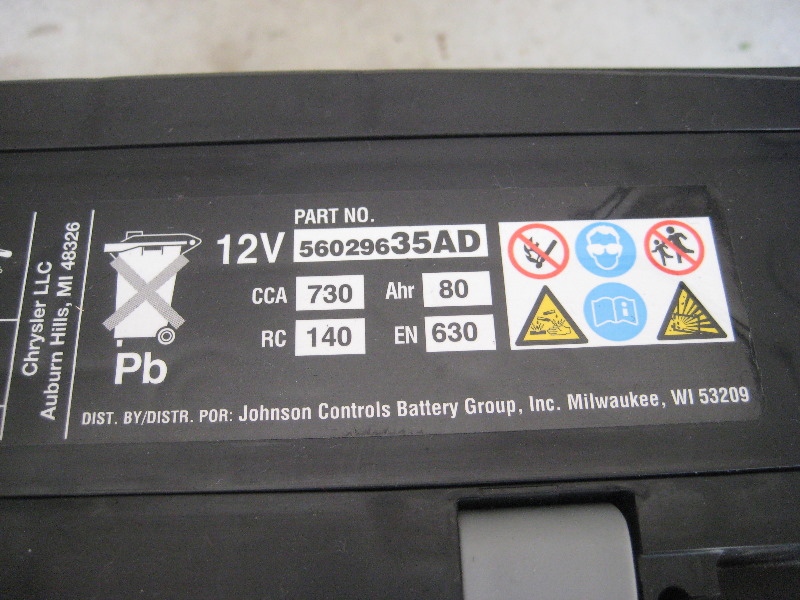 Chrysler LLC
Auburn Hills, MI 48326
Pb
PART NO.
12V 56029635AD
CCA 730 Ahr 80
RC 140 EN 630
DIST. BY/DISTR. POR: Johnson Controls Battery Group, Inc. Milwaukee, WI 53209